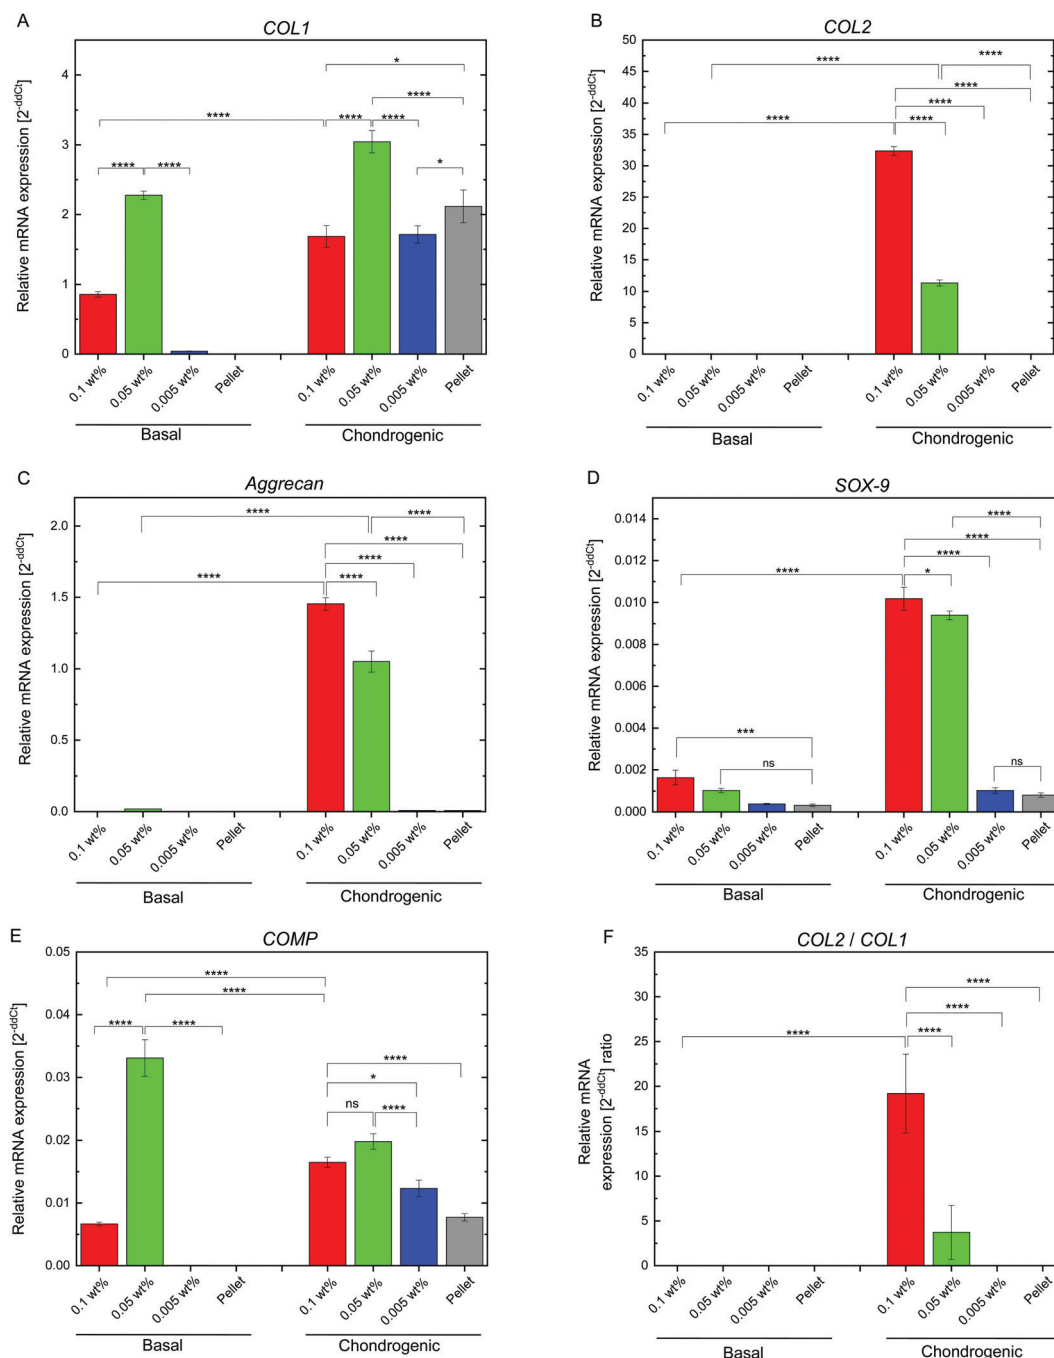 A
COL1
Relative mRNA expression [2^-ddCt]
4
3
2
1
0
*
****
**** **** ****
*
**** ****
0.1 wt% 0.05 wt% 0.005 wt% Pellet 0.1 wt% 0.05 wt% 0.005 wt% Pellet
Basal Chondrogenic
B
COL2
Relative mRNA expression [2^-ddCt]
50
45
40
35
30
25
20
15
10
5
0
****
****
****
**** ****
0.1 wt% 0.05 wt% 0.005 wt% Pellet 0.1 wt% 0.05 wt% 0.005 wt% Pellet
Basal Chondrogenic
C
Aggrecan
Relative mRNA expression [2^-ddCt]
2.0
1.5
1.0
0.5
0.0
**** ****
****
****
**** ****
0.1 wt% 0.05 wt% 0.005 wt% Pellet 0.1 wt% 0.05 wt% 0.005 wt% Pellet
Basal Chondrogenic
D
SOX-9
Relative mRNA expression [2^-ddCt]
0.014
0.012
0.010
0.008
0.006
0.004
0.002
0.000
****
****
****
**** *
***
ns ns
0.1 wt% 0.05 wt% 0.005 wt% Pellet 0.1 wt% 0.05 wt% 0.005 wt% Pellet
Basal Chondrogenic
E
COMP
Relative mRNA expression [2^-ddCt]
0.05
0.04
0.03
0.02
0.01
0.00
****
****
**** ****
****
*
ns ****
0.1 wt% 0.05 wt% 0.005 wt% Pellet 0.1 wt% 0.05 wt% 0.005 wt% Pellet
Basal Chondrogenic
F
COL2 / COL1
Relative mRNA
expression [2^-ddCt] ratio
35
30
25
20
15
10
5
0
****
****
**** ****
0.1 wt% 0.05 wt% 0.005 wt% Pellet 0.1 wt% 0.05 wt% 0.005 wt% Pellet
Basal Chondrogenic